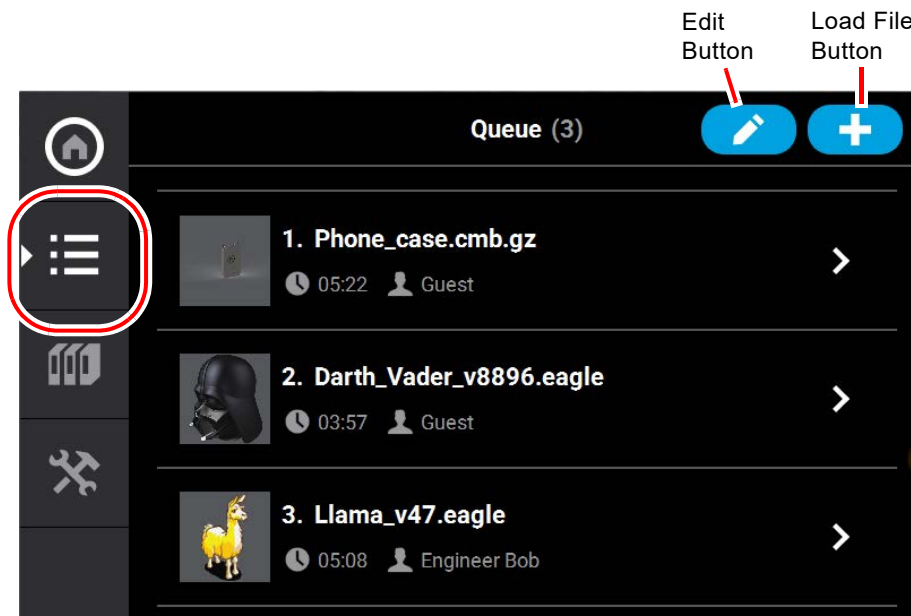 Edit
Button
Load File
Button
Queue (3)
1. Phone_case.cmb.gz
05:22 Guest
2. Darth_Vader_v8896.eagle
03:57 Guest
3. Llama_v47.eagle
05:08 Engineer Bob